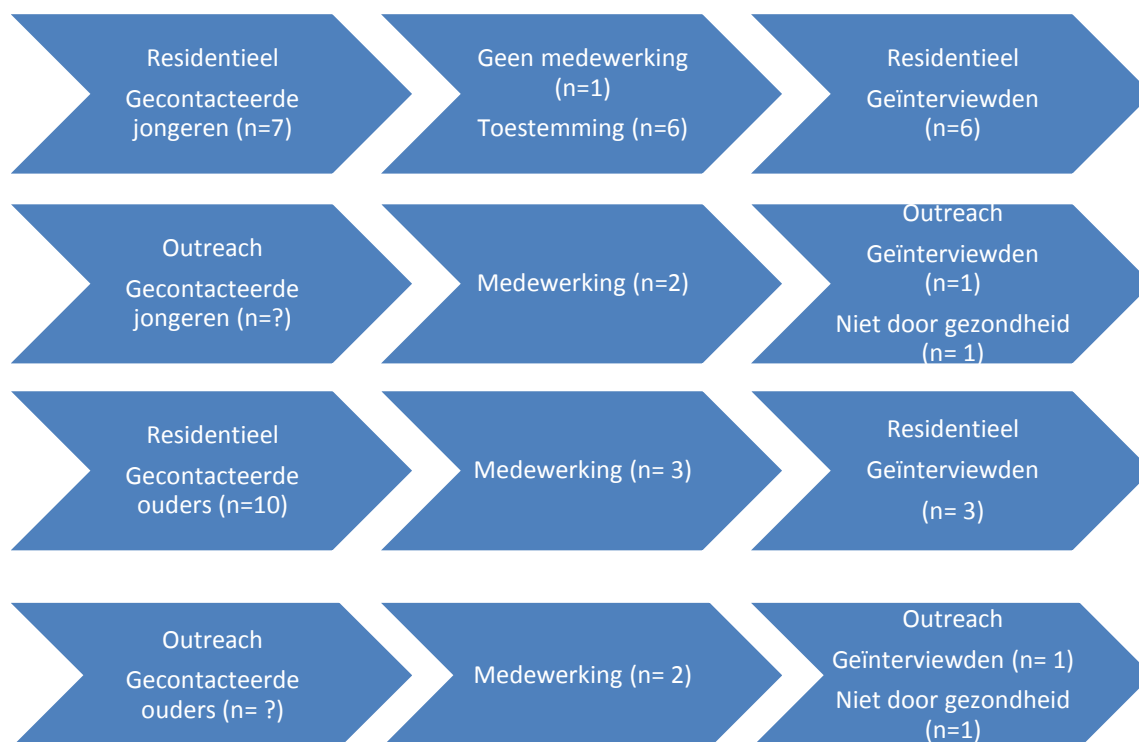 Residentieel
Gecontacteerde
jongeren (n=7)
Geen medewerking
(n=1)
Toestemming (n=6)
Residentieel
Geïnterviewden
(n=6)
Outreach
Gecontacteerde
jongeren (n=?)
Medewerking (n=2)
Outreach
Geïnterviewden
(n=1)
Niet door gezondheid
(n= 1)
Residentieel
Gecontacteerde
ouders (n=10)
Medewerking (n= 3)
Residentieel
Geïnterviewden
(n= 3)
Outreach
Gecontacteerde
ouders (n= ?)
Medewerking (n= 2)
Outreach
Geïnterviewden (n= 1)
Niet door gezondheid
(n=1)